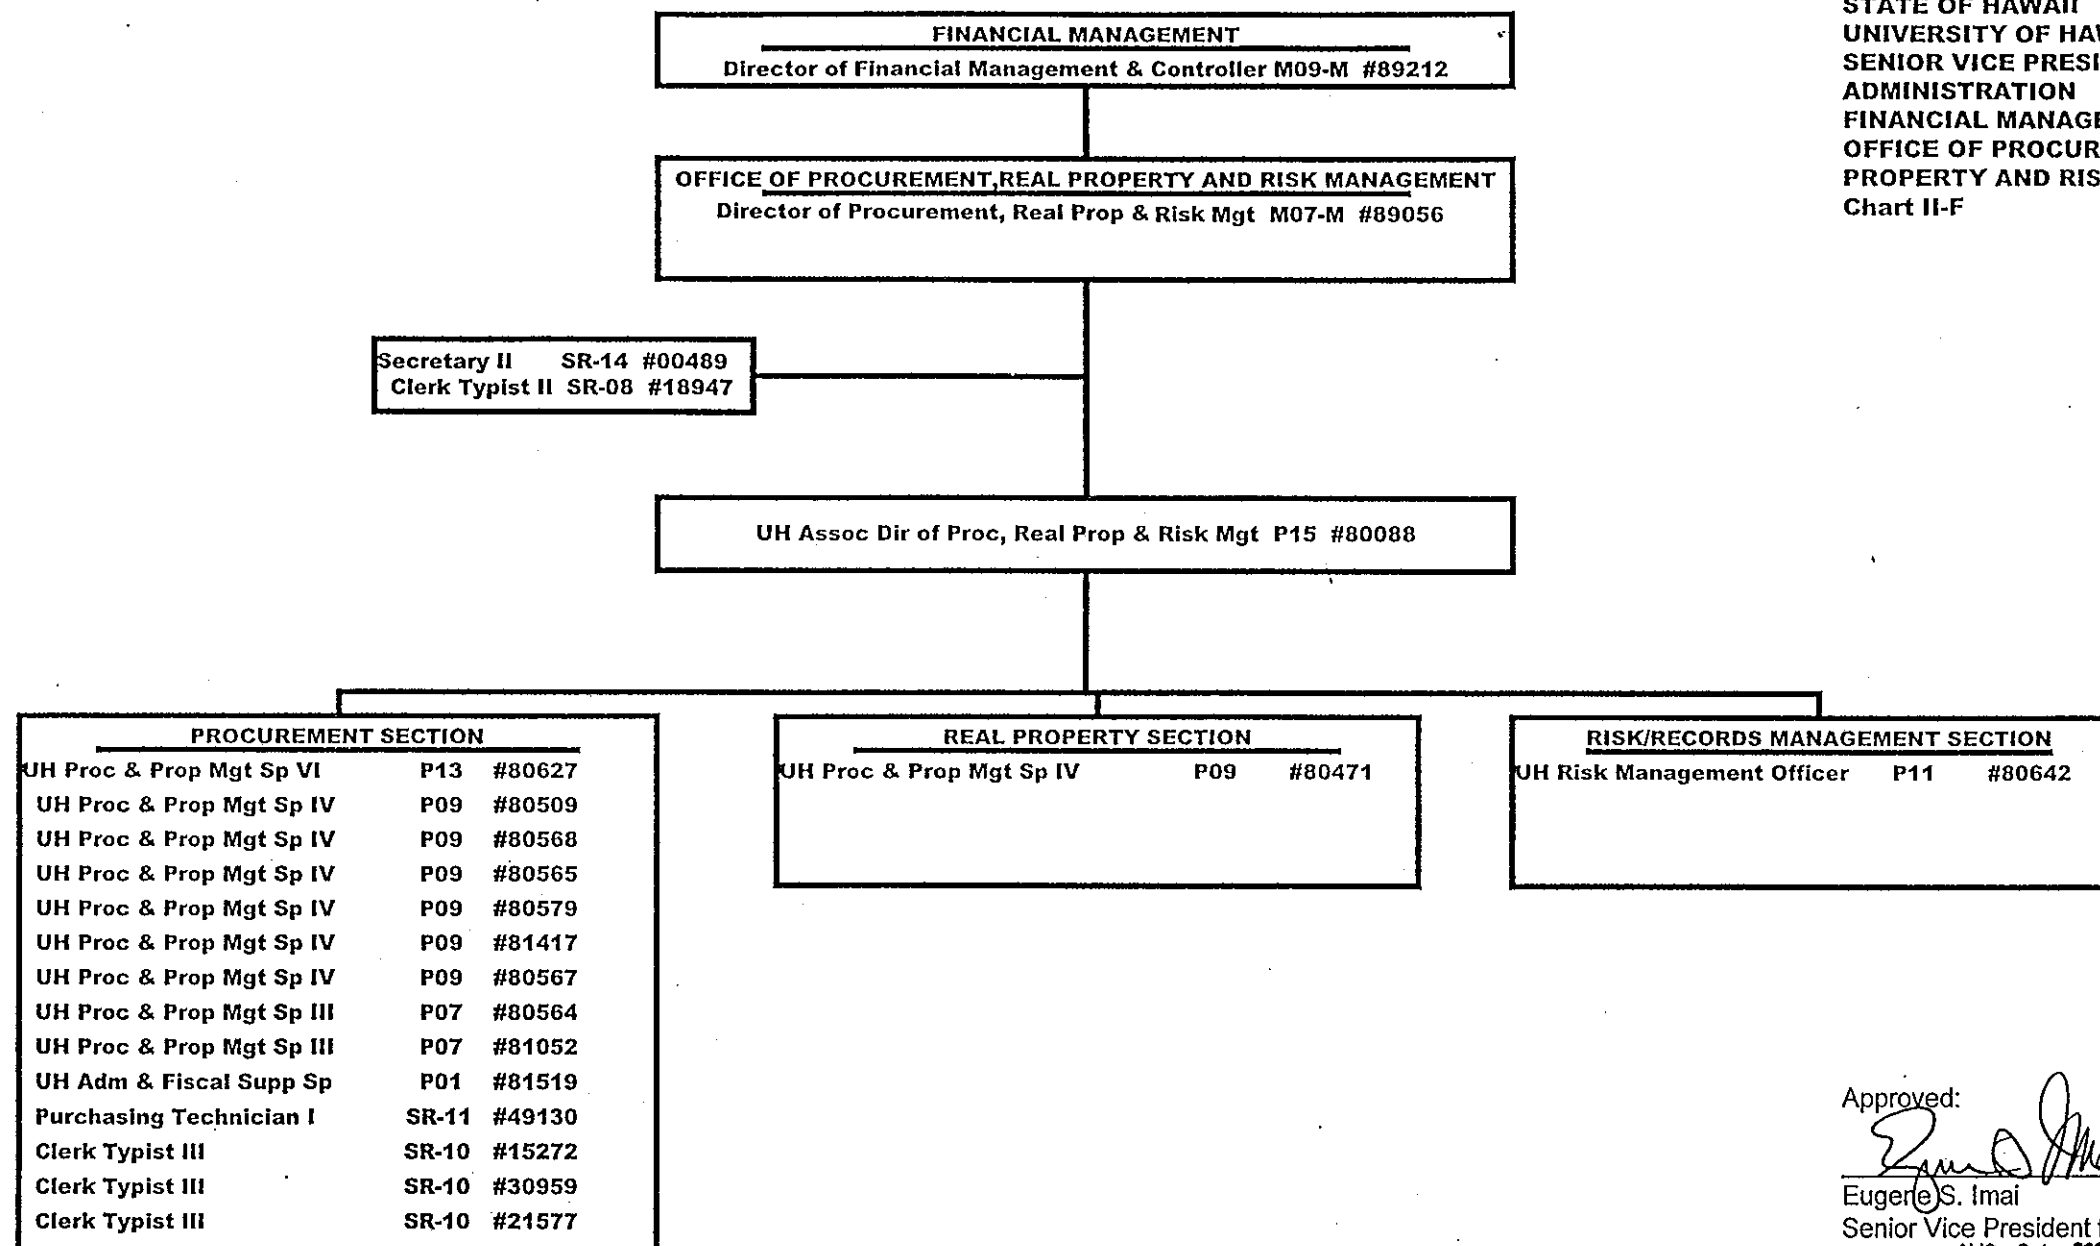 STATE OF HAWAII
UNIVERSITY OF
SENIOR VICE
ADMINISTRATION
FINANCIAL
OFFICE OF
PROPERTY AND
Chart II-F
FINANCIAL MANAGEMENT
Director of Financial Management & Controller M09-M #89212
OFFICE OF PROCUREMENT,REAL PROPERTY AND RISK MANAGEMENT
Director of Procurement, Real Prop & Risk Mgt M07-M #89056
Secretary II SR-14 #00489
Clerk Typist II SR-08 #18947
UH Assoc Dir of Proc, Real Prop & Risk Mgt P15 #80088
PROCUREMENT SECTION
UH Proc & Prop Mgt Sp VI P13 #80627
UH Proc & Prop Mgt Sp IV P09 #80509
UH Proc & Prop Mgt Sp IV P09 #80568
UH Proc & Prop Mgt Sp IV P09 #80565
UH Proc & Prop Mgt Sp IV P09 #80579
UH Proc & Prop Mgt Sp IV P09 #81417
UH Proc & Prop Mgt Sp IV P09 #80567
UH Proc & Prop Mgt Sp III P07 #80564
UH Proc & Prop Mgt Sp III P07 #81052
UH Adm & Fiscal Supp Sp P01 #81519
Purchasing Technician I SR-11 #49130
Clerk Typist III SR-10 #15272
Clerk Typist III SR-10 #30959
Clerk Typist III SR-10 #21577
REAL PROPERTY SECTION
UH Proc & Prop Mgt Sp IV P09 #80471
RISK/RECORDS MANAGEMENT SECTION
UH Risk Management Officer P11 #80642
Approved:
Eugene S. Imai
Senior Vice President